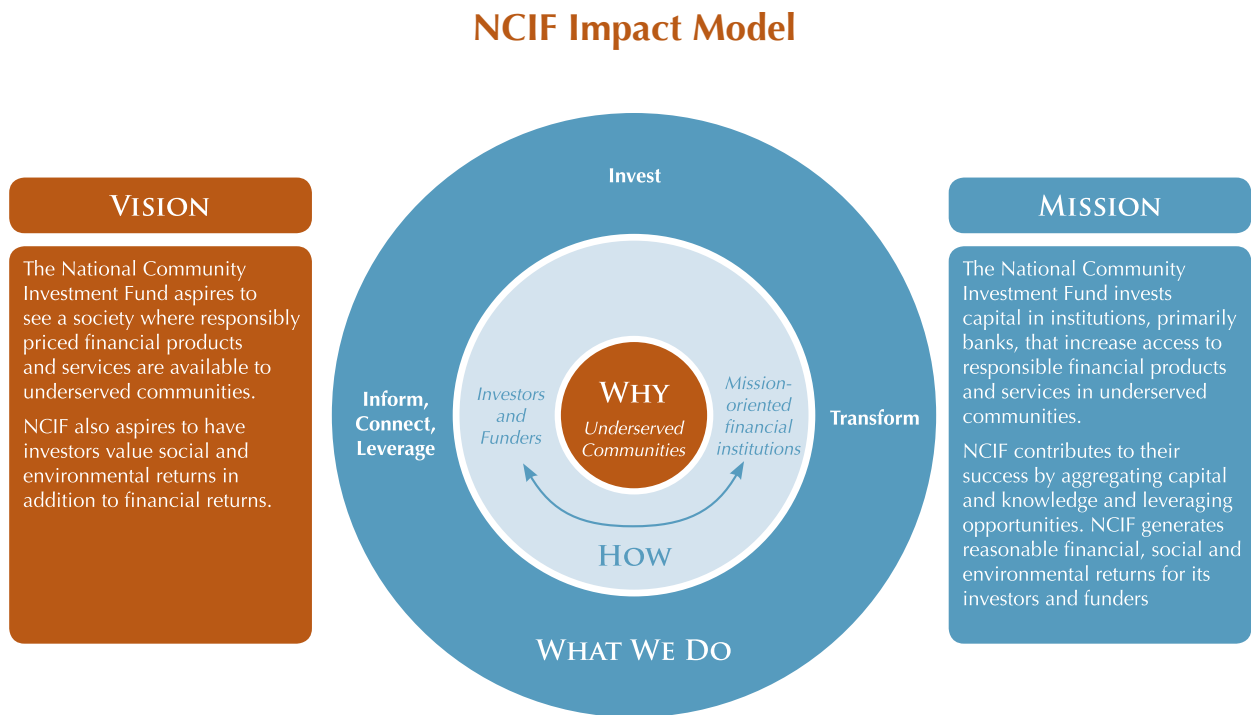 NCIF Impact Model
VISION
The National Community
Investment Fund aspires to
see a society where responsibly
priced financial products
and services are available to
underserved communities.
NCIF also aspires to have
investors value social and
environmental returns in
addition to financial returns.
Invest
Inform,
Connect,
Leverage
Investors
and
Funders
WHY
Underserved
Communities
Mission-
oriented
financial
institutions
Transform
HOW
WHAT WE DO
MISSION
The National Community
Investment Fund invests
capital in institutions, primarily
banks, that increase access to
responsible financial products
and services in underserved
communities.
NCIF contributes to their
success by aggregating capital
and knowledge and leveraging
opportunities. NCIF generates
reasonable financial, social and
environmental returns for its
investors and funders